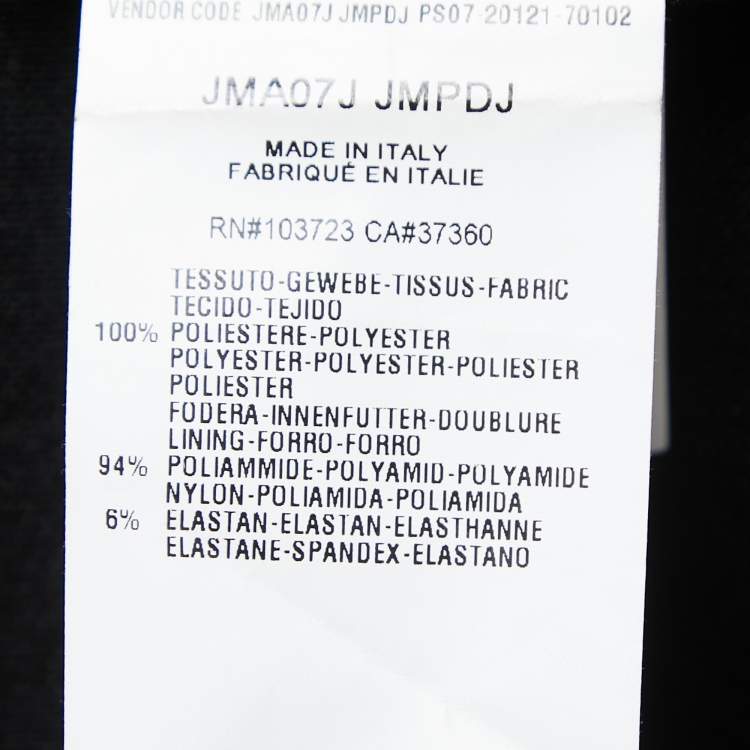 VENDOR CODE JMA07J JMPDJ PS07-20121-70102
JMA07J JMPDJ
MADE IN ITALY
FABRIQUÉ EN ITALIE
RN#103723 CA#37360
TESSUTO-GEWEBE-TISSUS-FABRIC
TECIDO-TEJIDO
100% POLIESTERE-POLYESTER
POLYESTER-POLYESTER-POLIESTER
POLIESTER
FODERA-INNENFUTTER-DOUBLURE
LINING-FORRO-FORRO
94% POLIAMMIDE-POLYAMID-POLYAMIDE
NYLON-POLIAMIDA-POLIAMIDA
6% ELASTAN-ELASTAN-ELASTHANNE
ELASTANE-SPANDEX-ELASTANO